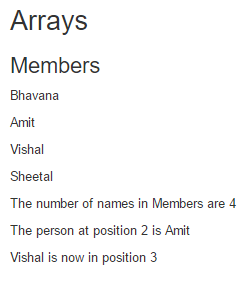 Arrays
Members
Bhavana
Amit
Vishal
Sheetal
The number of names in Members are 4
The person at position 2 is Amit
Vishal is now in position 3